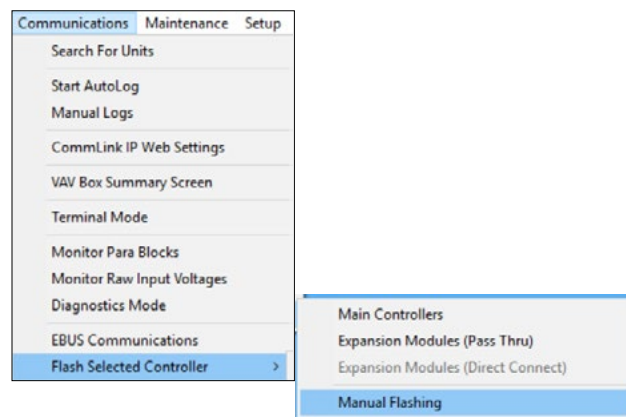 Communications Maintenance Setup
Search For Units
Start AutoLog
Manual Logs
CommLink IP Web Settings
VAV Box Summary Screen
Terminal Mode
Monitor Para Blocks
Monitor Raw Input Voltages
Diagnostics Mode
EBUS Communications
Flash Selected Controller >
Main Controllers
Expansion Modules (Pass Thru)
Expansion Modules (Direct Connect)
Manual Flashing